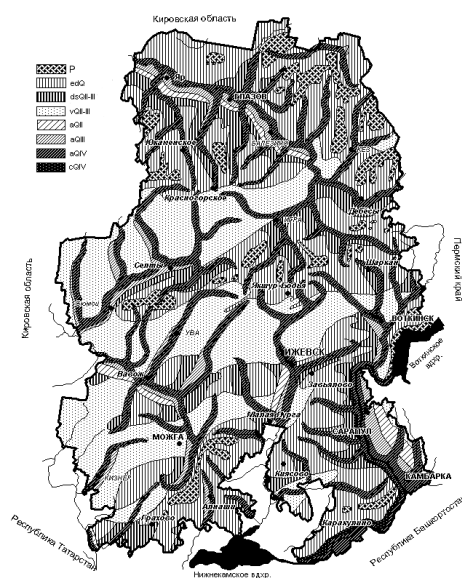 Кировская область
P
edQ
dsQII-III
vQII-III
aQII
aQIII
aQIV
cQIV
ГЛАЗОВ
Юкаменское
Красногорское
Дебесы
Селты
Шаркан
Якшур-Бодья
Пермский край
Кировская область
УВА
ВОТКИНСК
Воткинское
вдхр.
ИЖЕВСК
Завьялово
Вавож
Малая Пурга
САРАПУЛ
МОЖГА
КАМБАРКА
КИЗНЕР
Киясово
Алнаши
Грахово
Каракулино
Республика Татарстан
Республика Башкортостан
Нижнекамское вдхр.